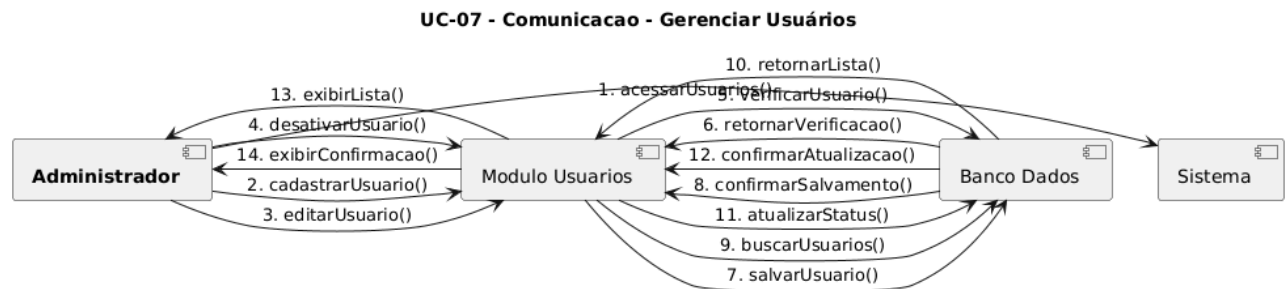 UC-07 - Comunicacao - Gerenciar Usuários
10. retornarLista()
1. acessarUsuarios()
13. exibirLista()
5. verificarUsuario()
4. desativarUsuario()
6. retornarVerificacao()
14. exibirConfirmacao()
12. confirmarAtualizacao()
Administrador
Modulo Usuarios
Banco Dados
Sistema
2. cadastrarUsuario()
8. confirmarSalvamento()
3. editarUsuario()
11. atualizarStatus()
9. buscarUsuarios()
7. salvarUsuario()